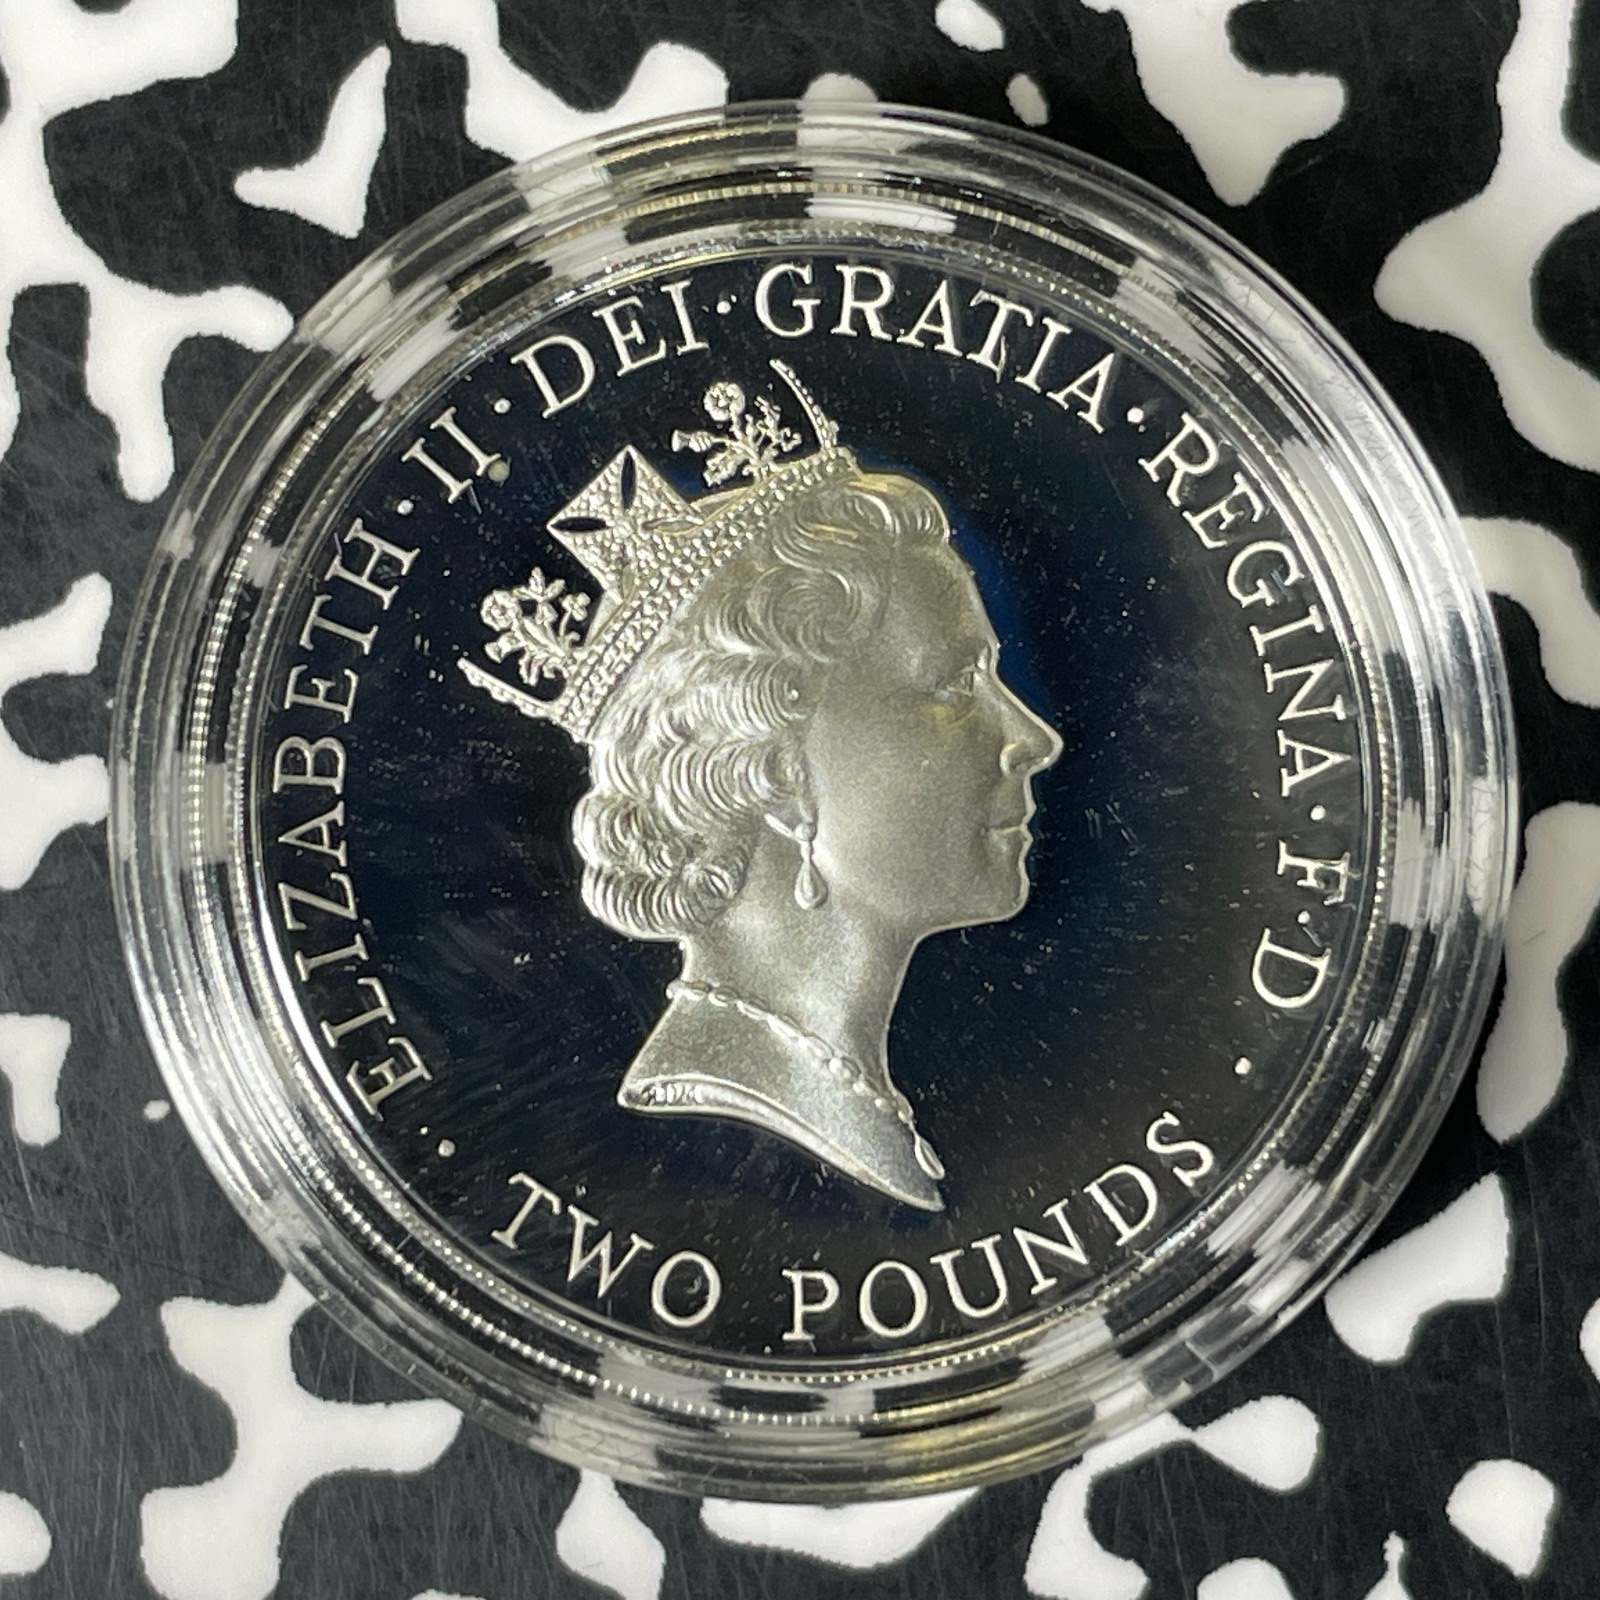 ELIZABETH · II · DEI · GRATIA · REGINA · F · D ·
TWO POUNDS ·